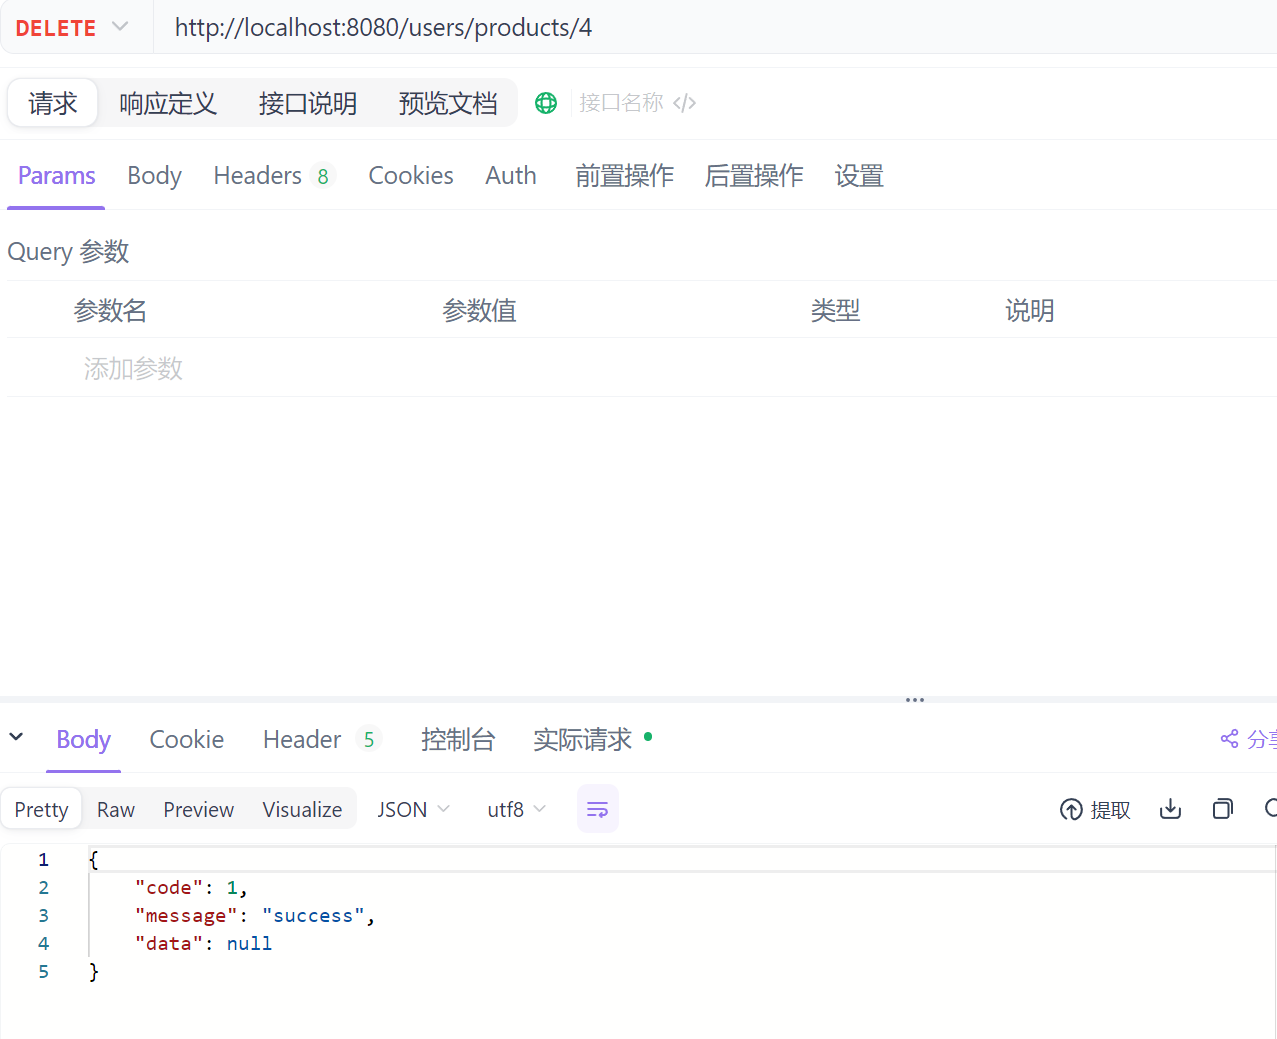 DELETE http://localhost:8080/users/products/4
请求 响应定义 接口说明 预览文档 接口名称
Params Body Headers 8 Cookies Auth 前置操作 后置操作 设置
Query 参数
参数名 参数值 类型 说明
添加参数
Body Cookie Header 5 控制台 实际请求 分享
Pretty Raw Preview Visualize JSON utf8 提取
1 {
2 "code": 1,
3 "message": "success",
4 "data": null
5 }